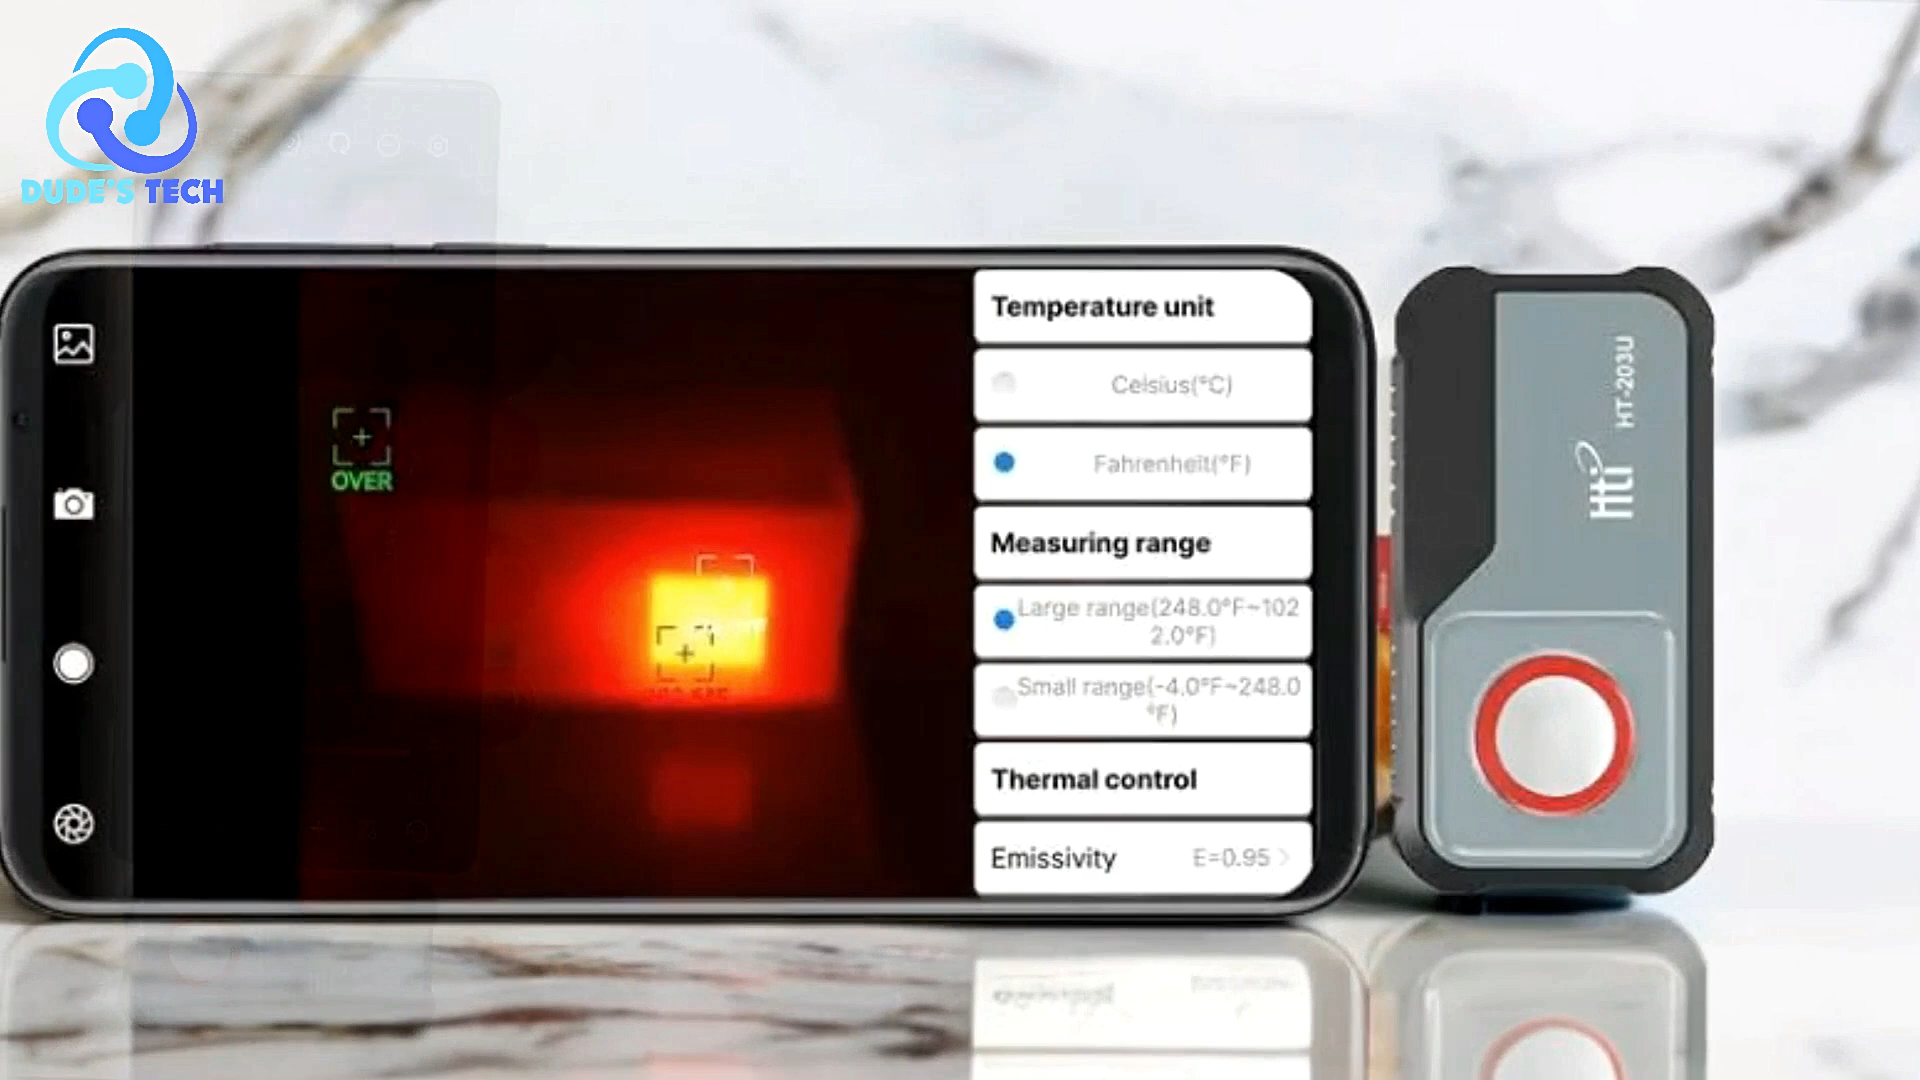 DUDE'S TECH
Temperature unit
Celsius(°C)
Fahrenheit(°F)
Measuring range
Large range(248.0°F~102
2.0°F)
Small range(-4.0°F~248.0
°F)
Thermal control
Emissivity E=0.95
OVER
Hti HT-203U